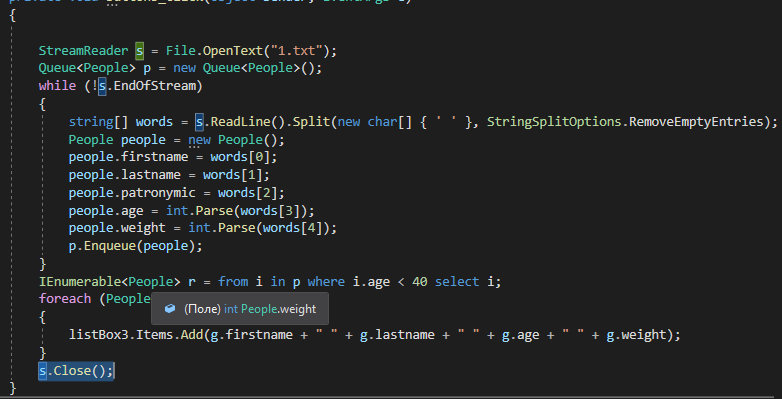 {
StreamReader s = File.OpenText("1.txt");
Queue<People> p = new Queue<People>();
while (!s.EndOfStream)
{
string[] words = s.ReadLine().Split(new char[] { ' ' }, StringSplitOptions.RemoveEmptyEntries);
People people = new People();
people.firstname = words[0];
people.lastname = words[1];
people.patronymic = words[2];
people.age = int.Parse(words[3]);
people.weight = int.Parse(words[4]);
p.Enqueue(people);
}
IEnumerable<People> r = from i in p where i.age < 40 select i;
foreach (People
(Поле) int People.weight
{
listBox3.Items.Add(g.firstname + " " + g.lastname + " " + g.age + " " + g.weight);
}
s.Close();
}